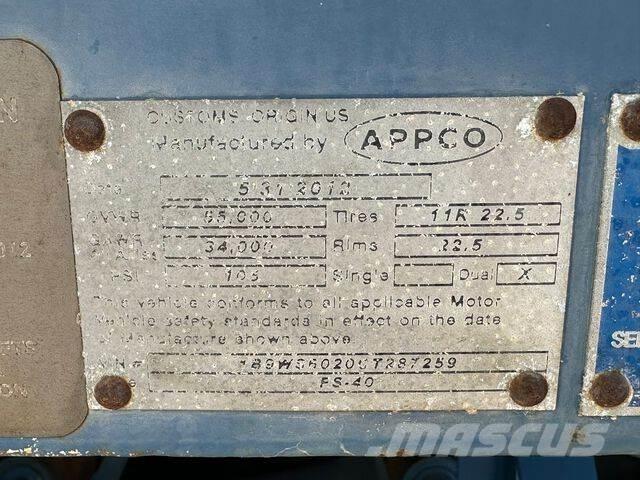 CUSTOMS ORIGIN US
Manufactured by APPCO
Date 5 31 2012
GVWR 65,000 Tires 11R 22.5
GAWR 34,000 Rims 22.5
PSI 105 Single Dual X
This vehicle conforms to all applicable Motor
Vehicle safety standards in effect on the date
of Manufacture shown above.
PS-40
MASCUS